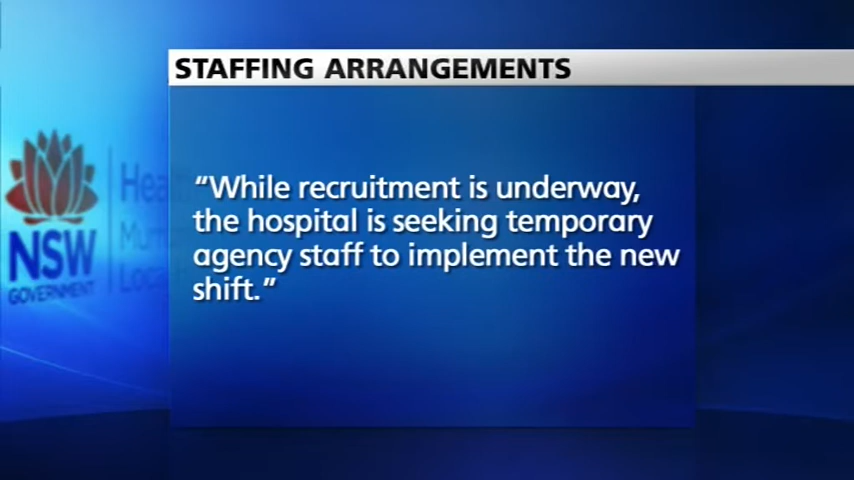 STAFFING ARRANGEMENTS
“While recruitment is underway,
the hospital is seeking temporary
agency staff to implement the new
shift.”
NSW
GOVERNMENT